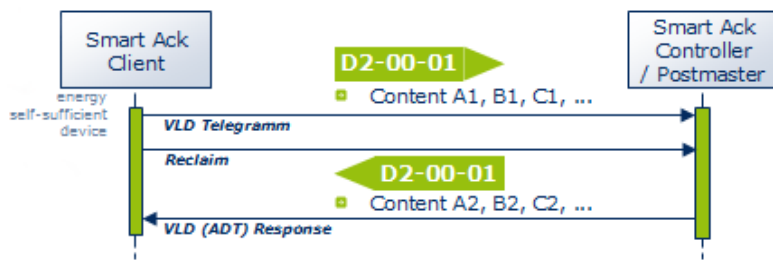 Smart Ack
Client
Smart Ack
Controller
/ Postmaster
energy
self-sufficient
device
D2-00-01
Content A1, B1, C1, ...
VLD Telegramm
Reclaim
D2-00-01
Content A2, B2, C2, ...
VLD (ADT) Response